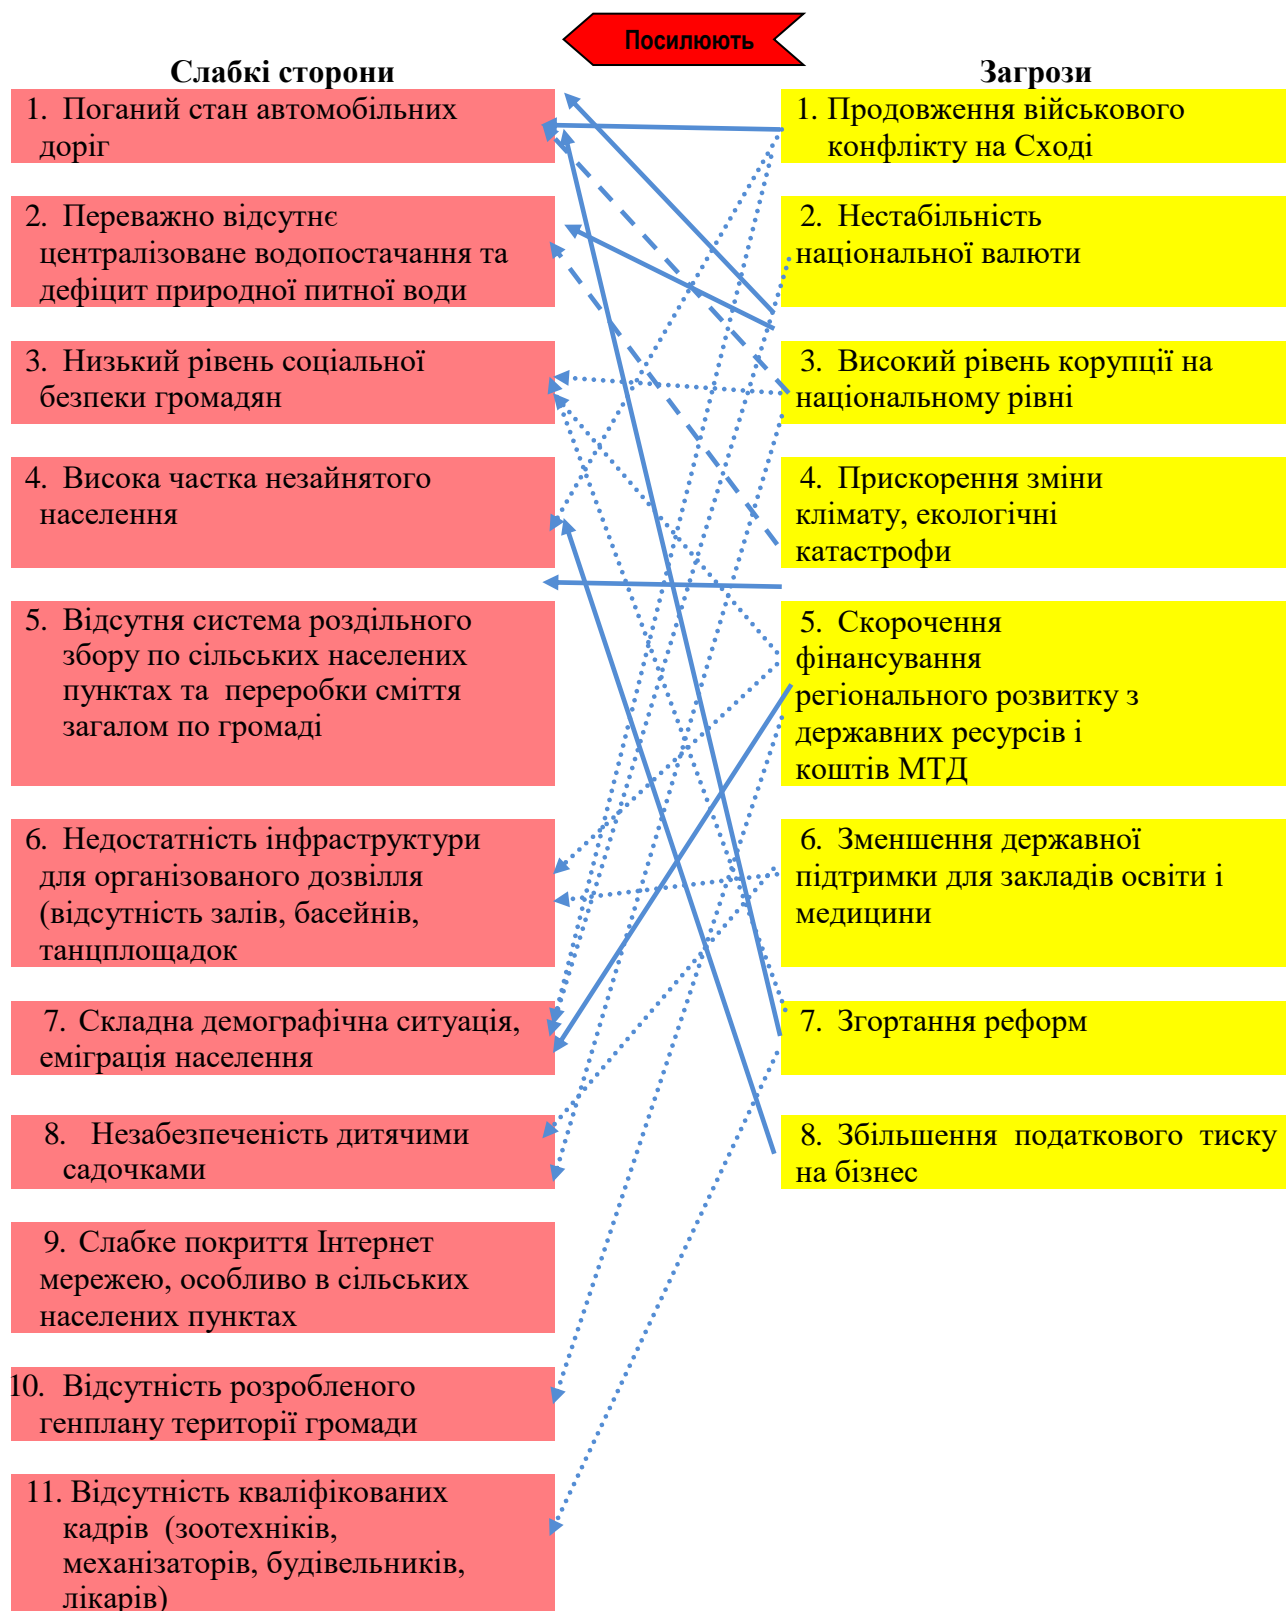 Посилюють
Слабкі сторони
1. Поганий стан автомобільних
доріг
2. Переважно відсутнє
централізоване водопостачання та
дефіцит природної питної води
3. Низький рівень соціальної
безпеки громадян
4. Висока частка незайнятого
населення
5. Відсутня система роздільного
збору по сільських населених
пунктах та переробки сміття
загалом по громаді
6. Недостатність інфраструктури
для організованого дозвілля
(відсутність залів, басейнів,
танцплощадок
7. Складна демографічна ситуація,
еміграція населення
8. Незабезпеченість дитячими
садочками
9. Слабке покриття Інтернет
мережею, особливо в сільських
населених пунктах
10. Відсутність розробленого
генплану території громади
11. Відсутність кваліфікованих
кадрів (зоотехніків,
механізаторів, будівельників,
лікарів)
Загрози
1. Продовження військового
конфлікту на Сході
2. Нестабільність
національної валюти
3. Високий рівень корупції на
національному рівні
4. Прискорення зміни
клімату, екологічні
катастрофи
5. Скорочення
фінансування
регіонального розвитку з
державних ресурсів і
коштів МТД
6. Зменшення державної
підтримки для закладів освіти і
медицини
7. Згортання реформ
8. Збільшення податкового тиску
на бізнес